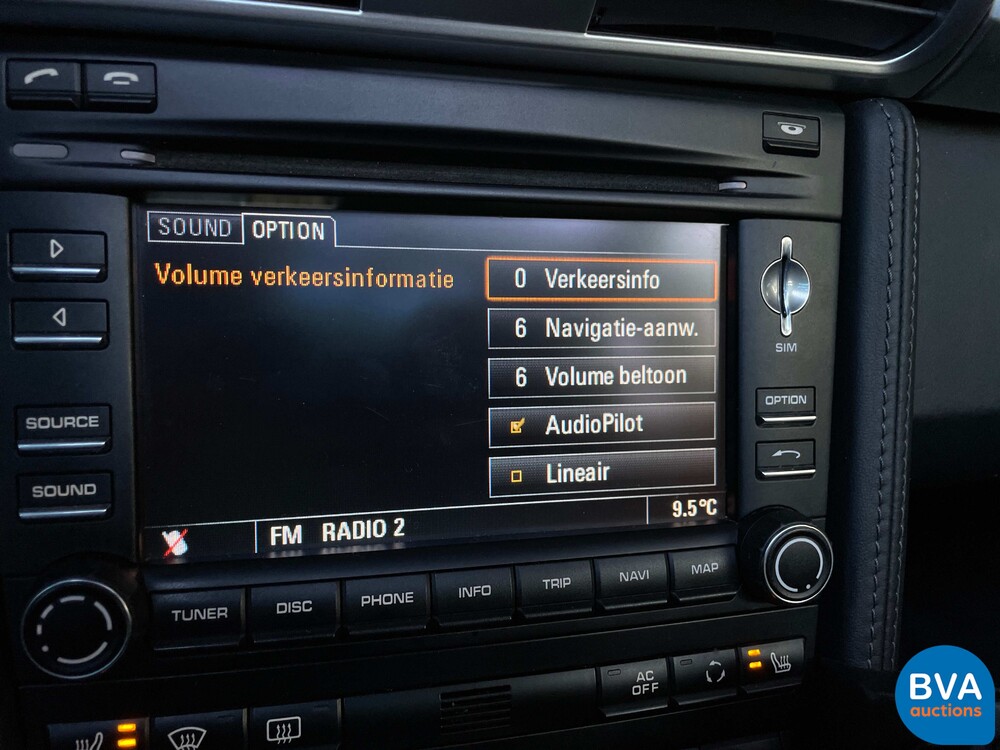 SOUND OPTION
Volume verkeersinformatie
0 Verkeersinfo
6 Navigatie-aanw.
6 Volume beltoon
AudioPilot
Lineair
FM RADIO 2
9.5°C
SOURCE
SOUND
SIM
OPTION
TUNER DISC PHONE INFO TRIP NAVI MAP
AC
OFF
BVA
auctions